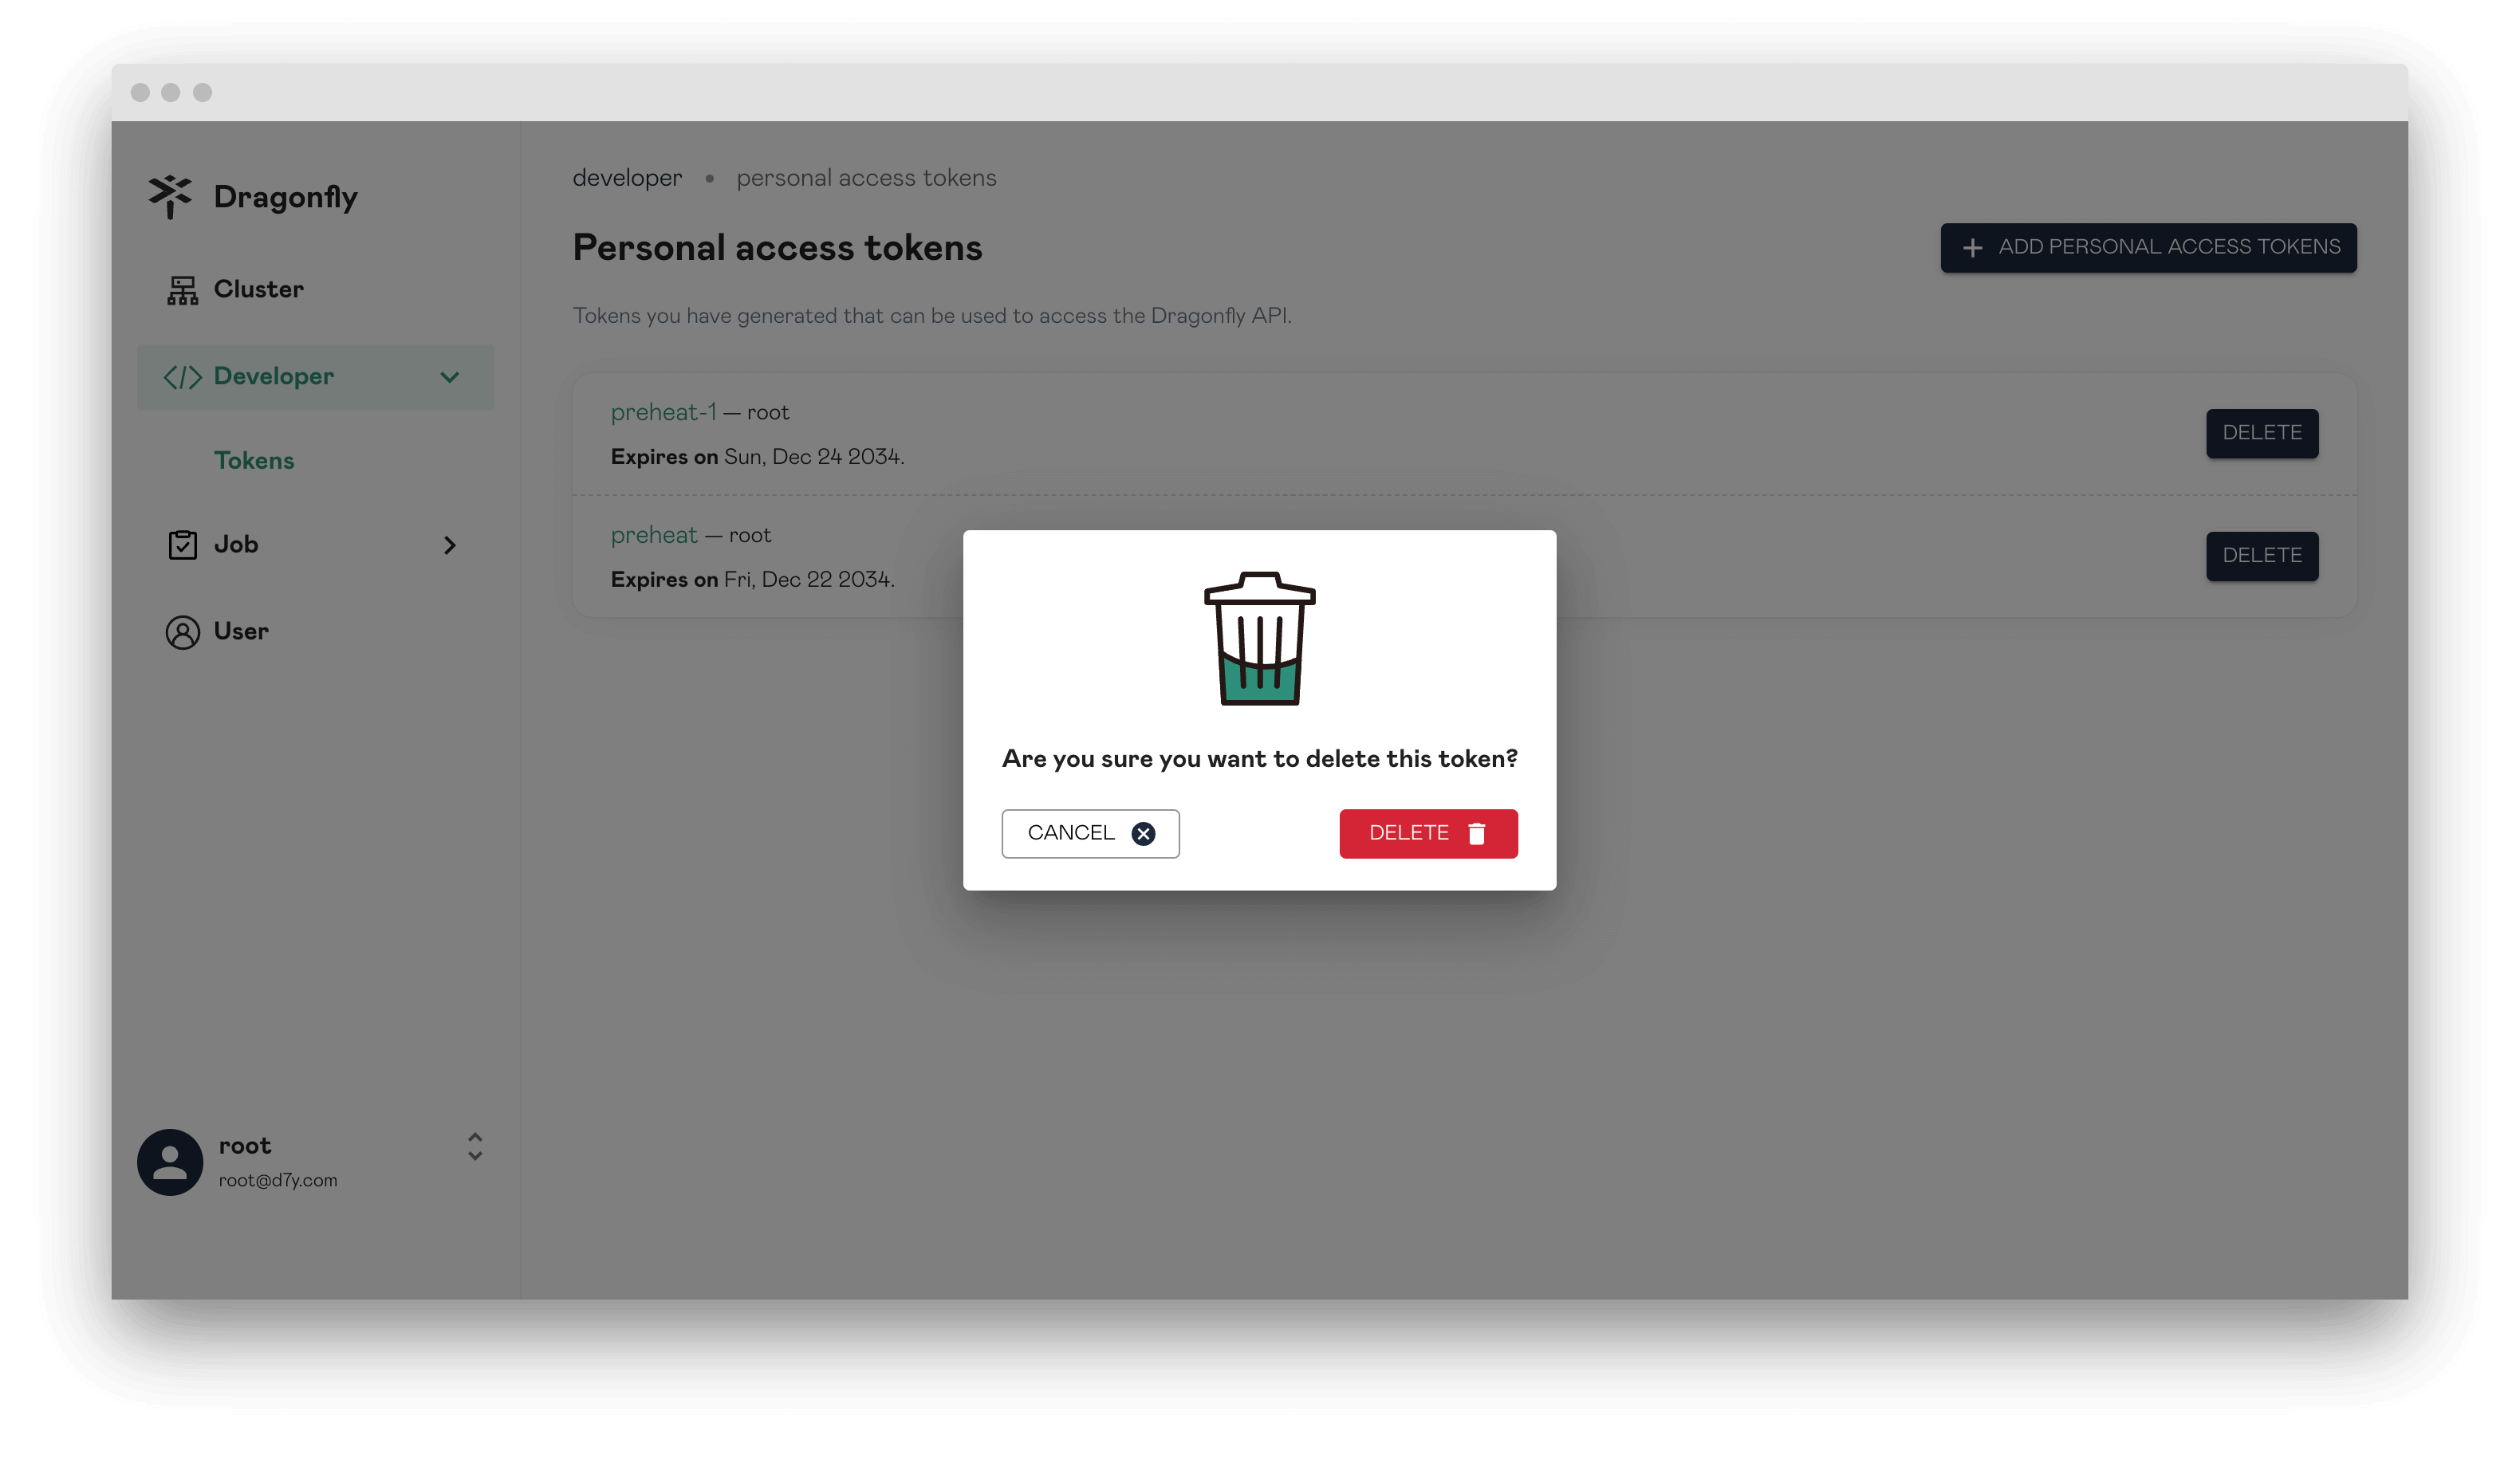 Dragonfly
Cluster
Developer
Tokens
Job
User
root
root@d7y.com
developer • personal access tokens
Personal access tokens
ADD PERSONAL ACCESS TOKENS
Tokens you have generated that can be used to access the Dragonfly API.
preheat-1 — root
Expires on Sun, Dec 24 2034.
DELETE
preheat — root
Expires on Fri, Dec 22 2034.
DELETE
Are you sure you want to delete this token?
CANCEL
DELETE